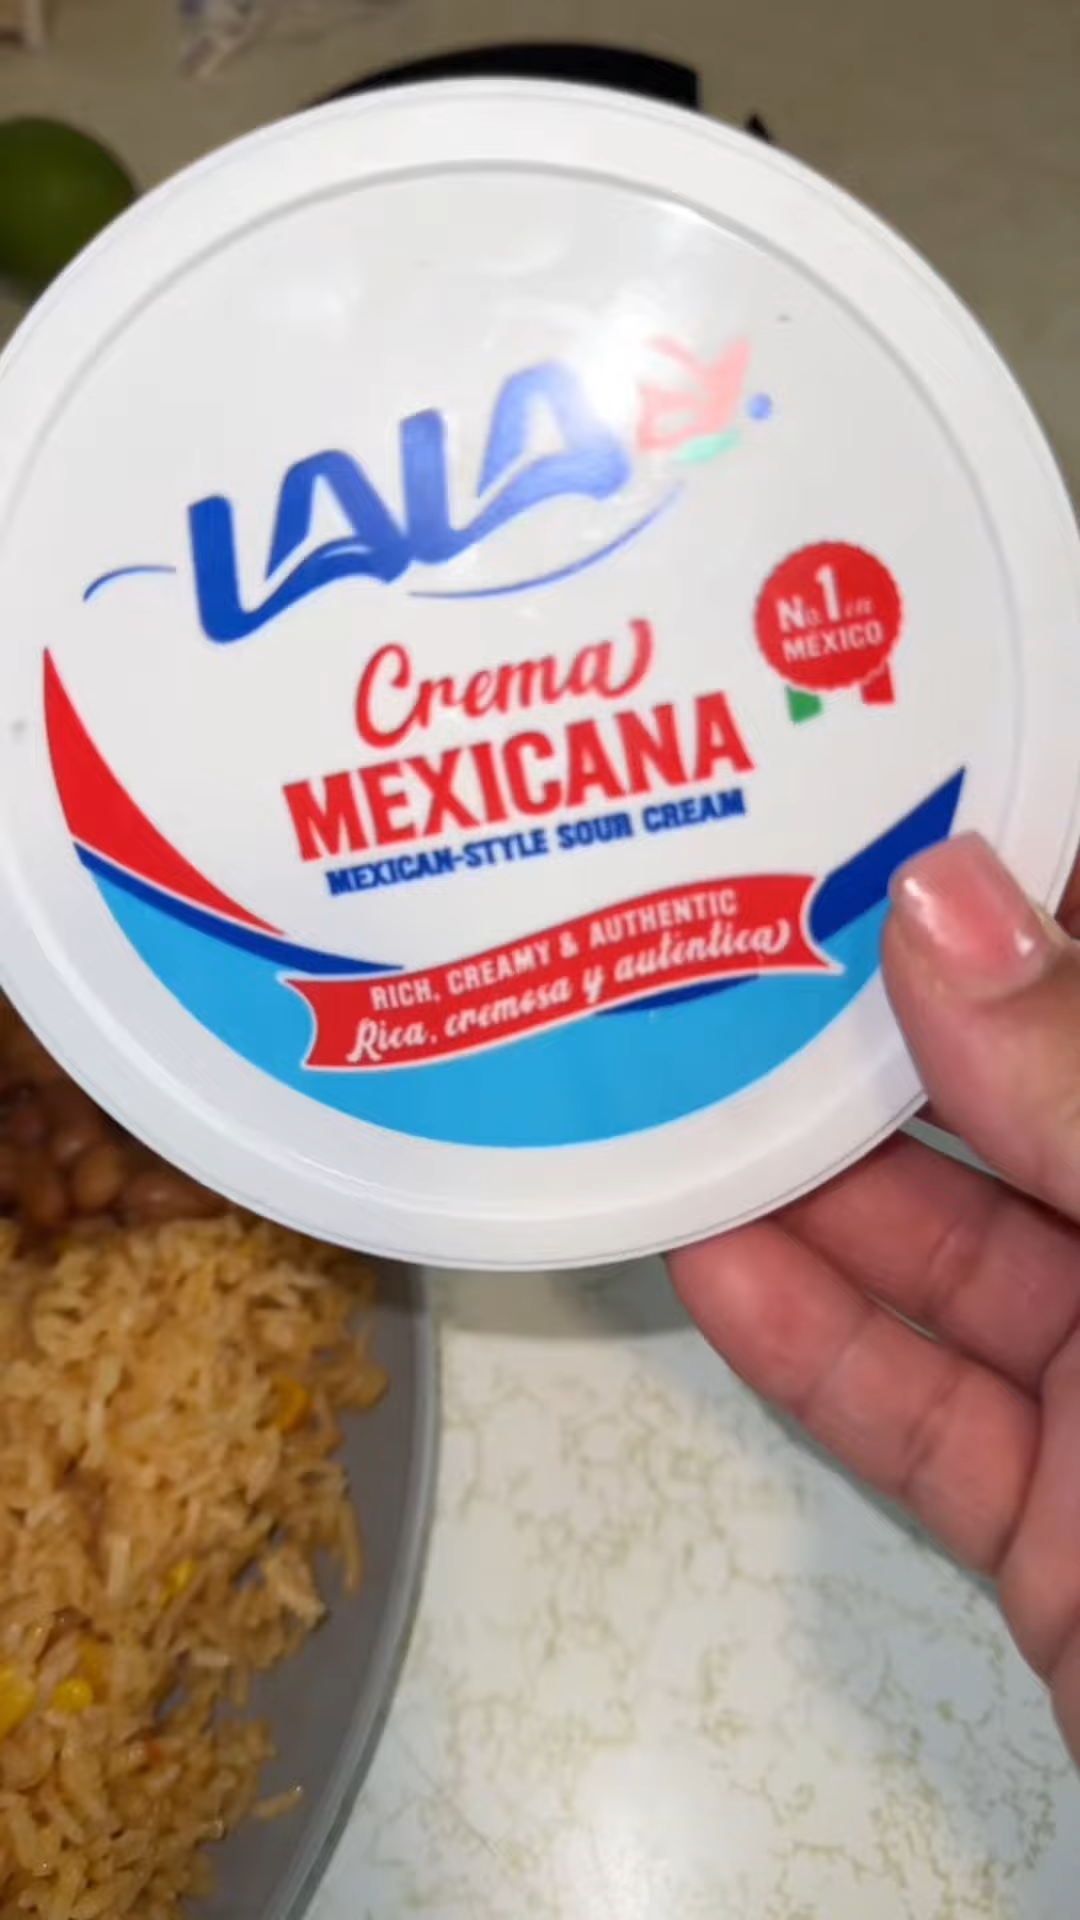 LALA
Crema
MEXICANA
MEXICAN-STYLE SOUR CREAM
No.1 en
MÉXICO
RICH, CREAMY & AUTHENTIC
Rica, cremosa y auténtica